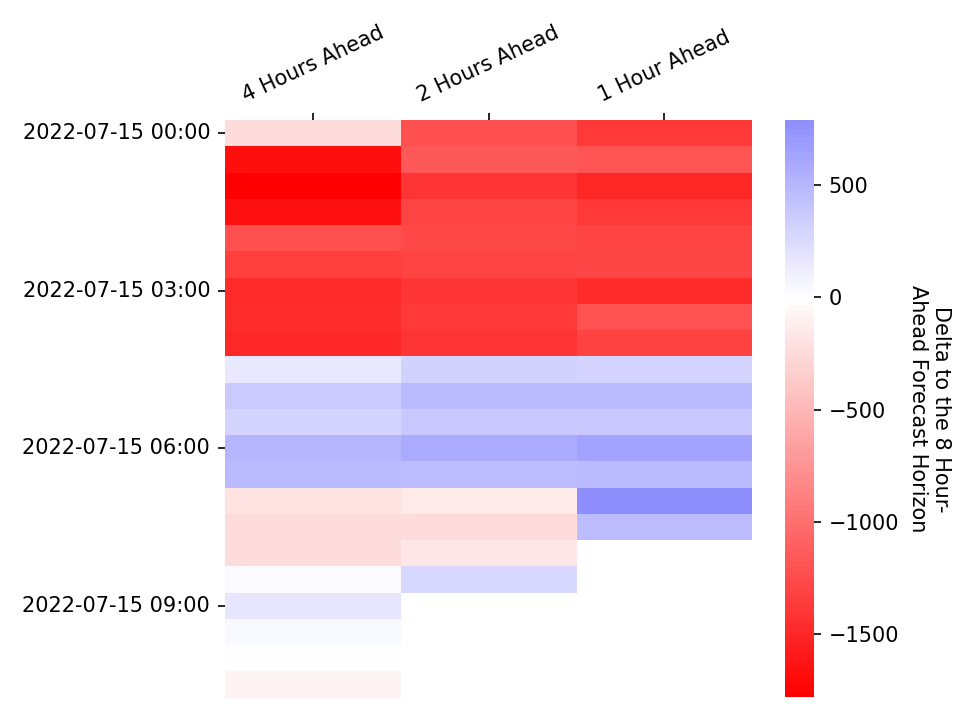 4 Hours Ahead
2 Hours Ahead
1 Hour Ahead
2022-07-15 00:00
2022-07-15 03:00
2022-07-15 06:00
2022-07-15 09:00
500
0
−500
−1000
−1500
Delta to the 8 Hour-
Ahead Forecast Horizon